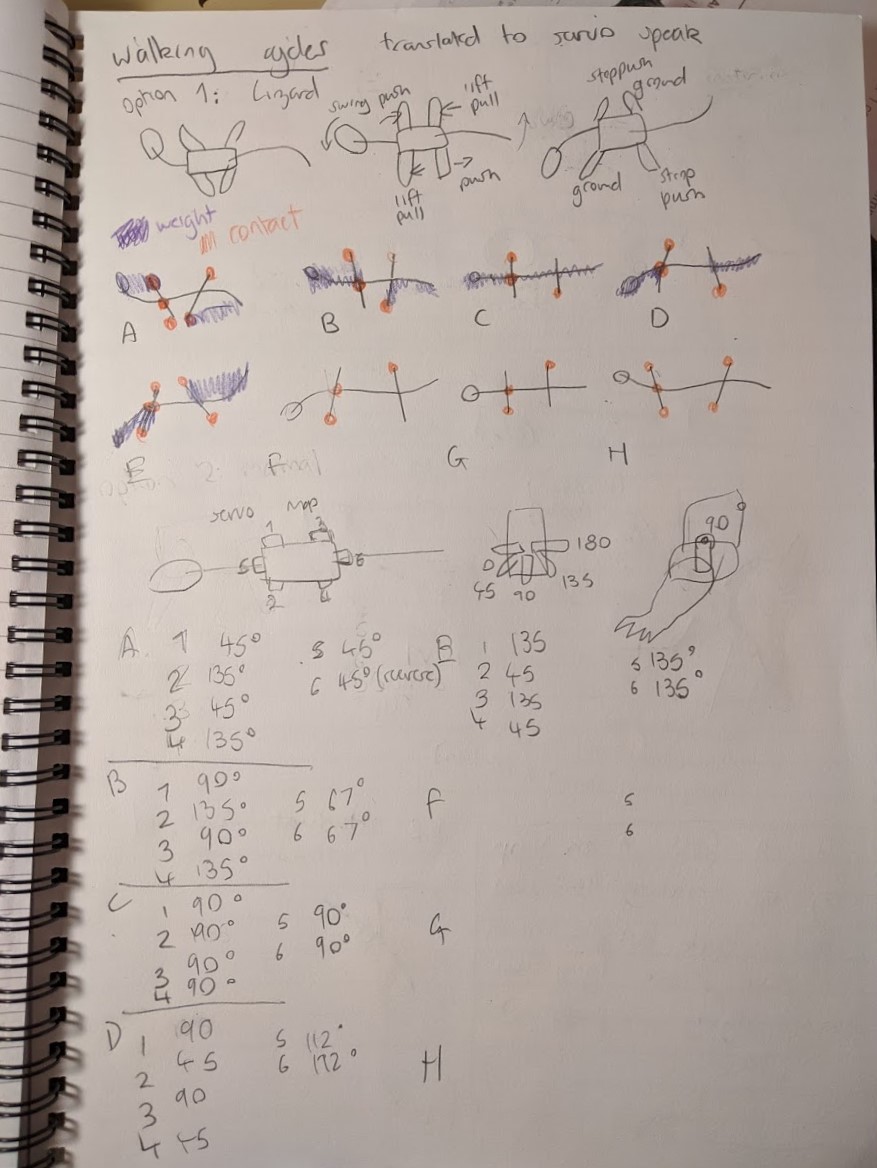 Walking cycles translated to servo speak
Option 1: Lizard
swing push
lift
pull
stop push
ground
lift
pull
push
ground
stop
push
weight
contact
A B C D
E Final G H
servo map
1 3
5 6
2 4
0 180
45 90 135
90
A 1 45° 5 45°
2 135° 6 45° (reverse)
3 45°
4 135°
B 1 135 5 135°
2 45 6 135°
3 135
4 45
B 1 90° 5 67°
2 135° 6 67°
3 90°
4 135°
F 5
6
C 1 90° 5 90°
2 90° 6 90°
3 90°
4 90°
G
D 1 90 5 112°
2 45 6 112°
3 90
4 45
H